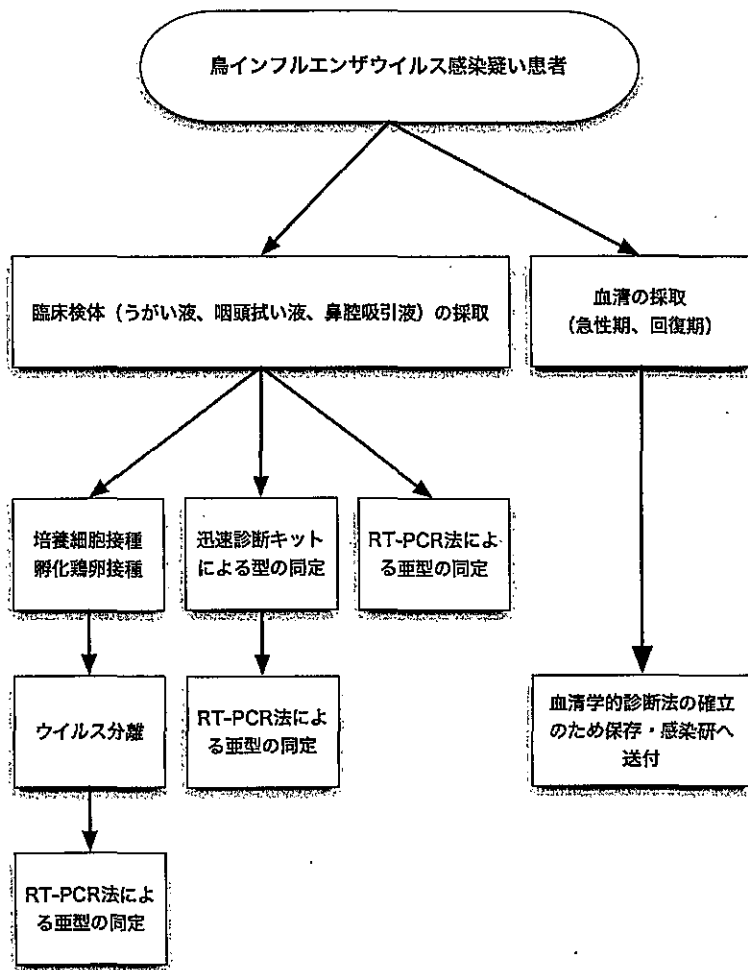 鳥インフルエンザウイルス感染疑い患者
臨床検体（うがい液、咽頭拭い液、鼻腔吸引液）の採取
血清の採取
（急性期、回復期）
培養細胞接種
孵化鶏卵接種
迅速診断キット
による型の同定
RT-PCR法によ
る亜型の同定
ウイルス分離
RT-PCR法によ
る亜型の同定
血清学的診断法の確立
のため保存・感染研へ
送付
RT-PCR法によ
る亜型の同定